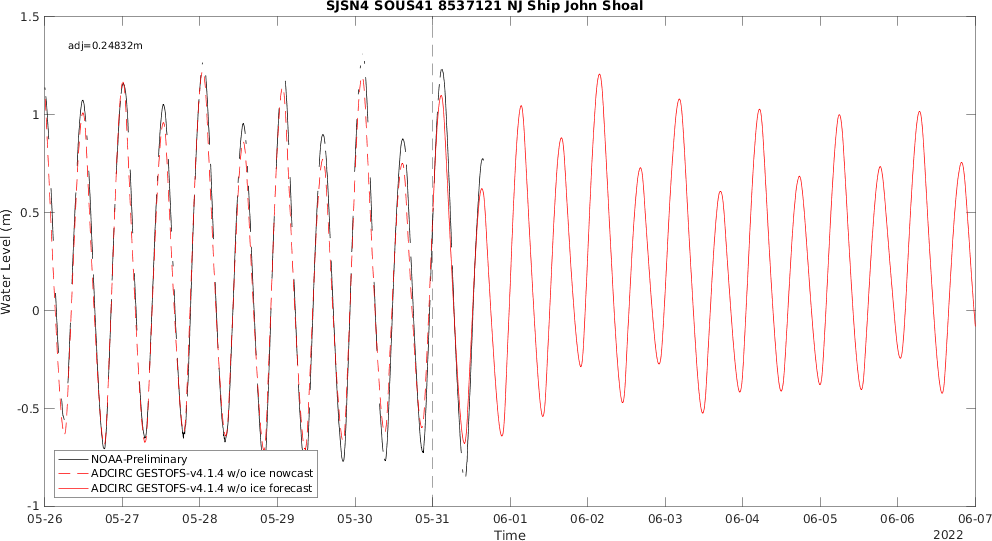 SJSN4 SOUS41 8537121 NJ Ship John Shoal
1.5
1
0.5
0
-0.5
-1
Water Level (m)
adj=0.24832m
NOAA-Preliminary
ADCIRC GESTOFS-v4.1.4 w/o ice nowcast
ADCIRC GESTOFS-v4.1.4 w/o ice forecast
05-26 05-27 05-28 05-29 05-30 05-31 06-01 06-02 06-03 06-04 06-05 06-06 06-07
Time
2022